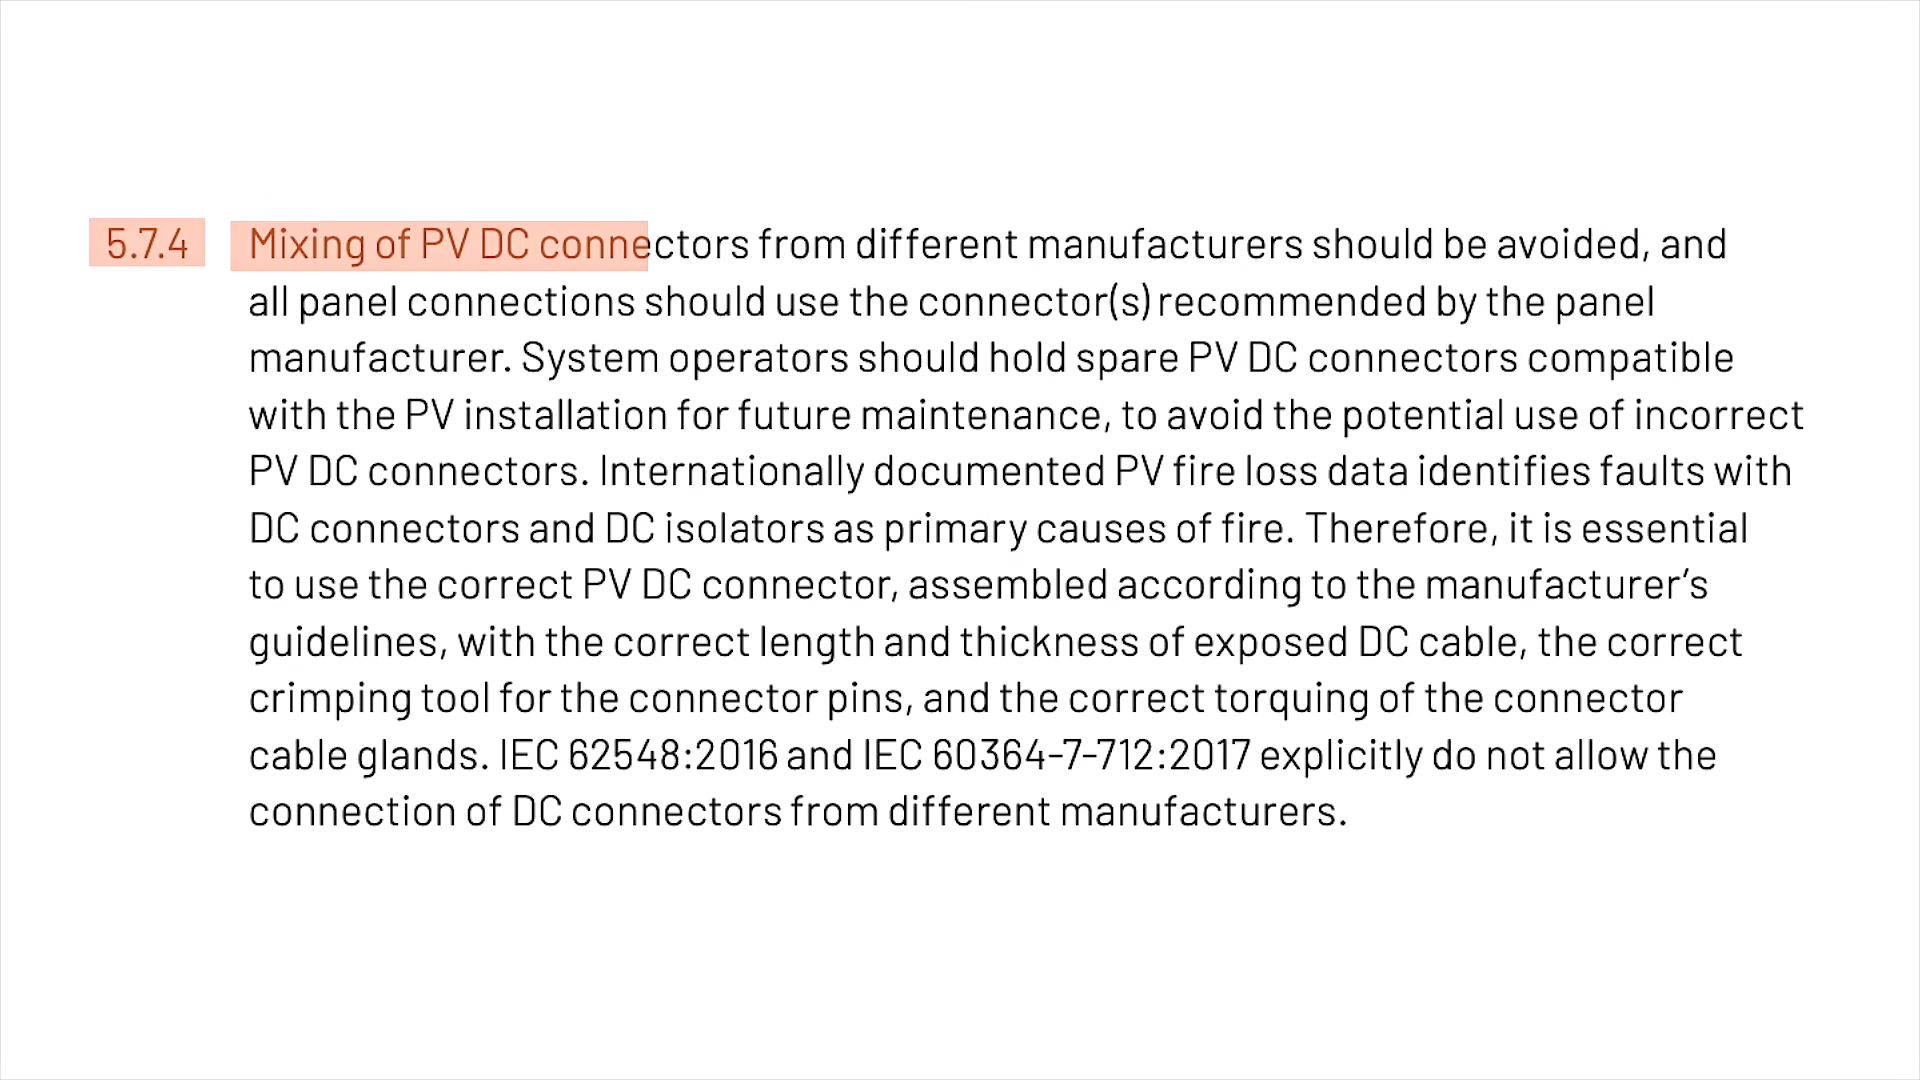 5.7.4 Mixing of PV DC connectors from different manufacturers should be avoided, and
all panel connections should use the connector(s) recommended by the panel
manufacturer. System operators should hold spare PV DC connectors compatible
with the PV installation for future maintenance, to avoid the potential use of incorrect
PV DC connectors. Internationally documented PV fire loss data identifies faults with
DC connectors and DC isolators as primary causes of fire. Therefore, it is essential
to use the correct PV DC connector, assembled according to the manufacturer’s
guidelines, with the correct length and thickness of exposed DC cable, the correct
crimping tool for the connector pins, and the correct torquing of the connector
cable glands. IEC 62548:2016 and IEC 60364-7-712:2017 explicitly do not allow the
connection of DC connectors from different manufacturers.